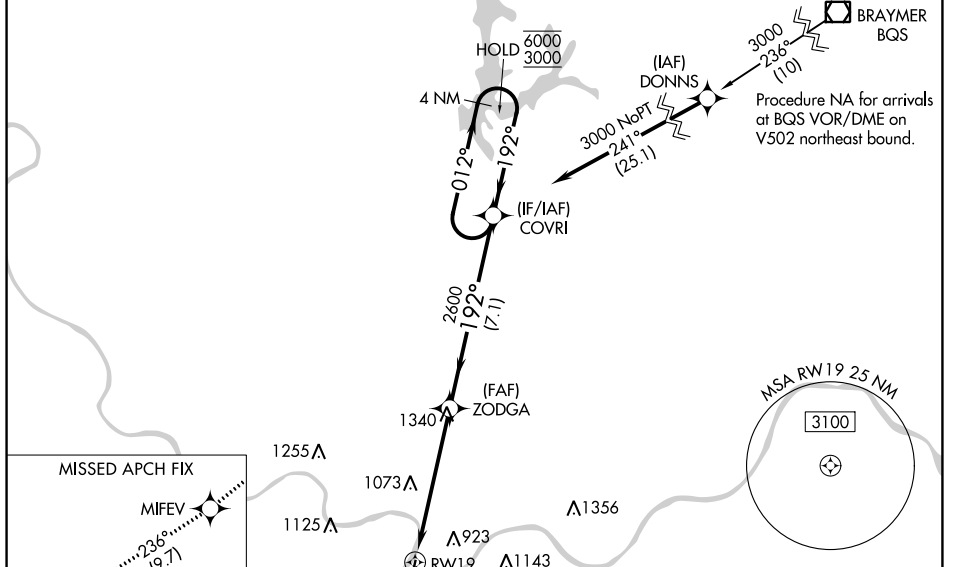 BRAYMER
BQS
3000
236°
(10)
HOLD 6000
3000
(IAF)
DONNS
4 NM
Procedure NA for arrivals
at BQS VOR/DME on
V502 northeast bound.
3000 NoPT
241°
(25.1)
012°
192°
(IF/IAF)
COVRI
2600
192°
(7.1)
(FAF)
ZODGA
1340
MSA RW19 25 NM
3100
1255
MISSED APCH FIX
1073
MIFEV
1356
1125
236°
(9.7)
923
RW19
1143